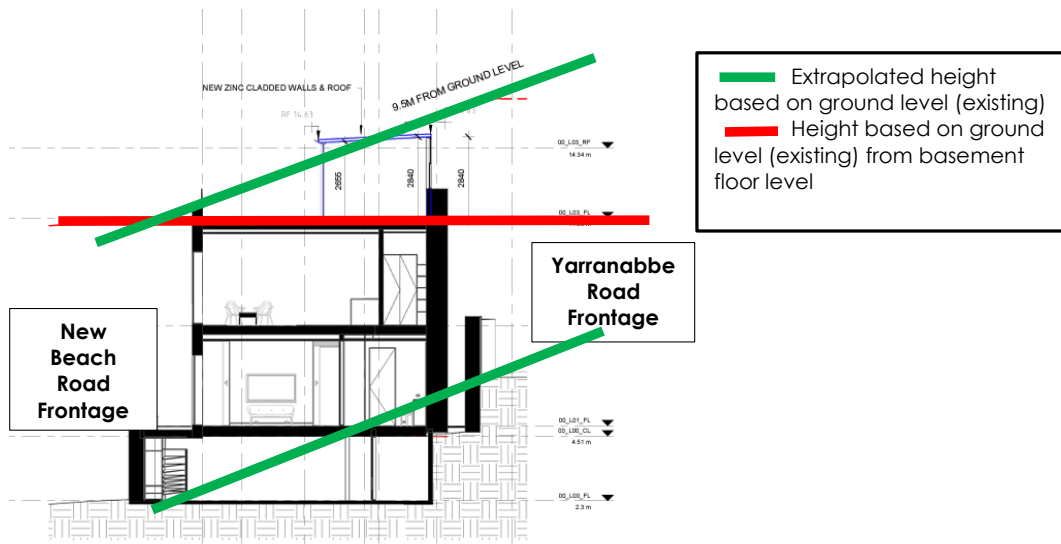 9.5M FROM GROUND LEVEL
NEW ZINC CLADDED WALLS & ROOF
RF 14.63
00_L03_RF
14.34 m
2655
2840
2840
00_L03_FL
Extrapolated height
based on ground level (existing)
Height based on ground
level (existing) from basement
floor level
Yarranabbe
Road
Frontage
New
Beach
Road
Frontage
00_L01_FL
00_L00_CL
4.51 m
00_L00_FL
2.3 m